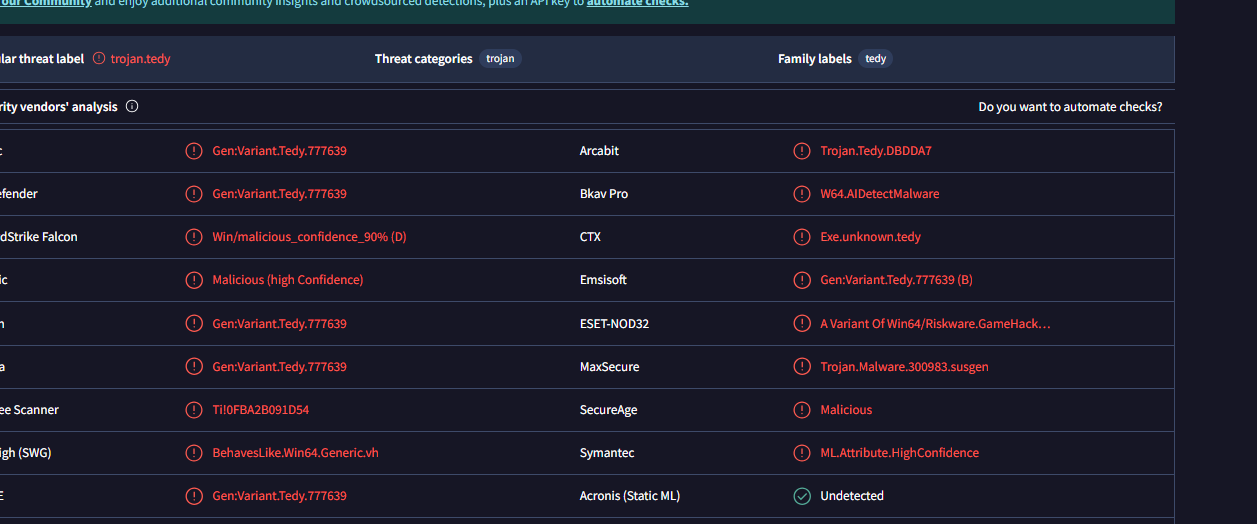 our Community and enjoy additional community insights and crowdsourced detections, plus an API key to automate checks.
lar threat label trojan.tedy Threat categories trojan Family labels tedy
rity vendors' analysis Do you want to automate checks?
c Gen:Variant.Tedy.777639 Arcabit Trojan.Tedy.DBDDA7
efender Gen:Variant.Tedy.777639 Bkav Pro W64.AIDetectMalware
dStrike Falcon Win/malicious_confidence_90% (D) CTX Exe.unknown.tedy
ic Malicious (high Confidence) Emsisoft Gen:Variant.Tedy.777639 (B)
n Gen:Variant.Tedy.777639 ESET-NOD32 A Variant Of Win64/Riskware.GameHack...
a Gen:Variant.Tedy.777639 MaxSecure Trojan.Malware.300983.susgen
ee Scanner Ti!0FBA2B091D54 SecureAge Malicious
igh (SWG) BehavesLike.Win64.Generic.vh Symantec ML.Attribute.HighConfidence
E Gen:Variant.Tedy.777639 Acronis (Static ML) Undetected